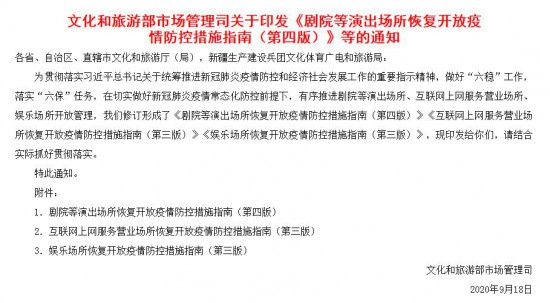 文化和旅游部市场管理司关于印发《剧院等演出场所恢复开放疫
情防控措施指南（第四版）》等的通知
各省、自治区、直辖市文化和旅游厅（局），新疆生产建设兵团文化体育广电和旅游局：
为贯彻落实习近平总书记关于统筹推进新冠肺炎疫情防控和经济社会发展工作的重要指示精神，做好“六稳”工作，
落实“六保”任务，在切实做好新冠肺炎疫情常态化防控前提下，有序推进剧院等演出场所、互联网上网服务营业场所、
娱乐场所开放管理，我们修订形成了《剧院等演出场所恢复开放疫情防控措施指南（第四版）》《互联网上网服务营业场
所恢复开放疫情防控措施指南（第三版）》《娱乐场所恢复开放疫情防控措施指南（第三版）》，现印发给你们，请结合
实际抓好贯彻落实。
特此通知。
附件：
1．剧院等演出场所恢复开放疫情防控措施指南（第四版）
2．互联网上网服务营业场所恢复开放疫情防控措施指南（第三版）
3．娱乐场所恢复开放疫情防控措施指南（第三版）
文化和旅游部市场管理司
2020年9月18日